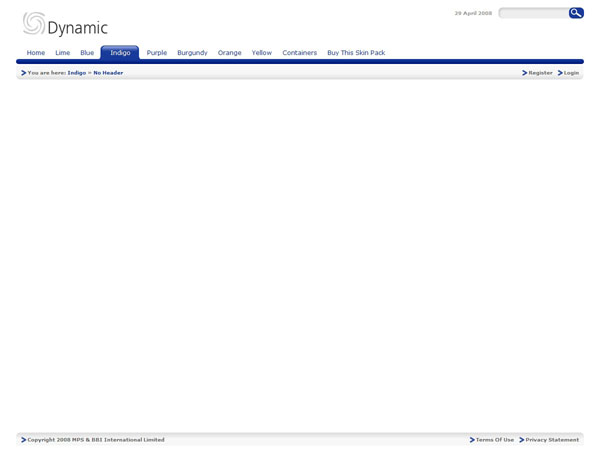 29 April 2008
Dynamic
Home Lime Blue Indigo Purple Burgundy Orange Yellow Containers Buy This Skin Pack
You are here: Indigo » No Header Register Login
Copyright 2008 MPS & BBI International Limited Terms Of Use Privacy Statement